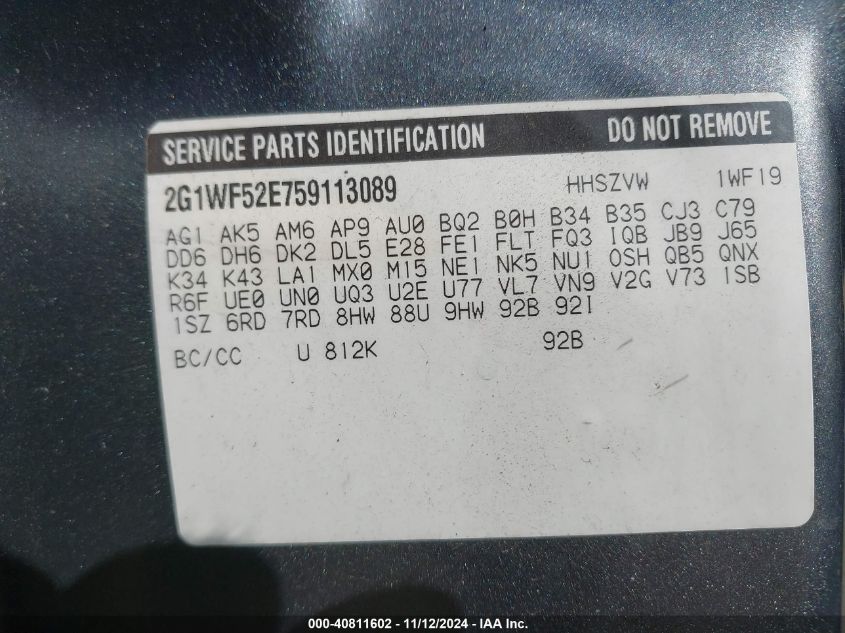 SERVICE PARTS IDENTIFICATION DO NOT REMOVE
2G1WF52E759113089 HHSZVW 1WF19
AG1 AK5 AM6 AP9 AU0 BQ2 B0H B34 B35 CJ3 C79
DD6 DH6 DK2 DL5 E28 FE1 FLT FQ3 IQB JB9 J65
K34 K43 LA1 MX0 M15 NE1 NK5 NU1 OSH QB5 QNX
R6F UE0 UN0 UQ3 U2E U77 VL7 VN9 V2G V73 1SB
1SZ 6RD 7RD 8HW 88U 9HW 92B 92I
BC/CC U 812K 92B
000-40811602 - 11/12/2024 - IAA Inc.